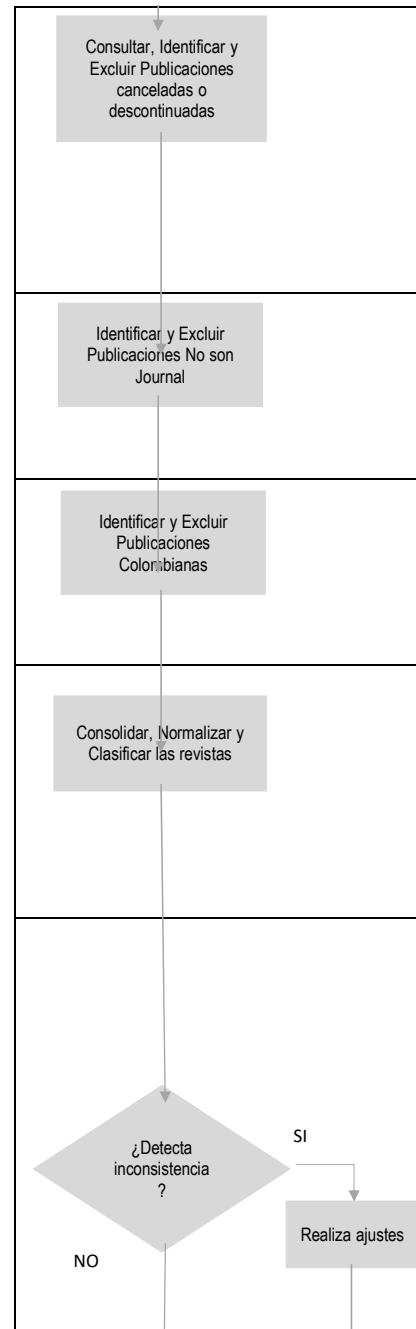 Consultar, Identificar y
Excluir Publicaciones
canceladas o
descontinuadas
Identificar y Excluir
Publicaciones No son
Journal
Identificar y Excluir
Publicaciones
Colombianas
Consolidar, Normalizar y
Clasificar las revistas
¿Detecta
inconsistencia
?
SI
Realiza ajustes
NO